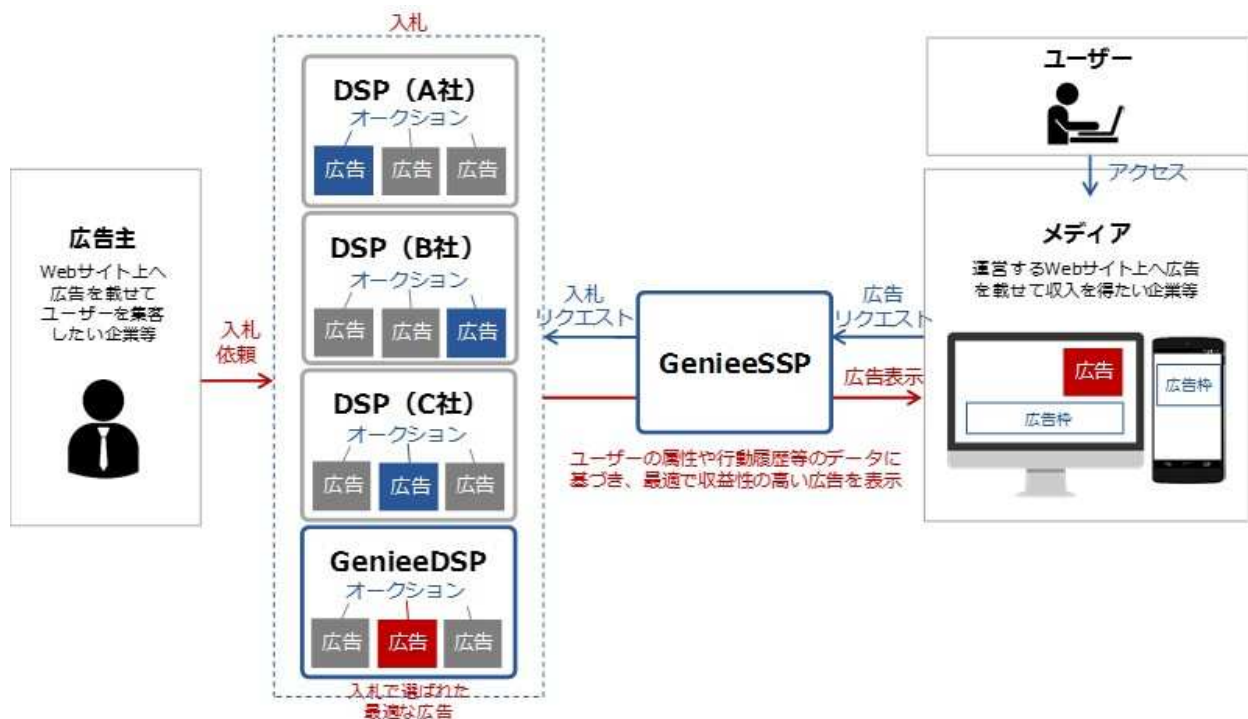 入札
DSP（A社）
オークション
広告 広告 広告
DSP（B社）
オークション
広告 広告 広告
DSP（C社）
オークション
広告 広告 広告
GenieeDSP
オークション
広告 広告 広告
入札で選ばれた
最適な広告
広告主
Webサイト上へ
広告を載せて
ユーザーを集客
したい企業等
入札
依頼
入札
リクエスト
GenieeSSP
広告
リクエスト
広告表示
ユーザーの属性や行動履歴等のデータに
基づき、最適で収益性の高い広告を表示
ユーザー
アクセス
メディア
運営するWebサイト上へ広告
を載せて収入を得たい企業等
広告
広告枠
広告枠